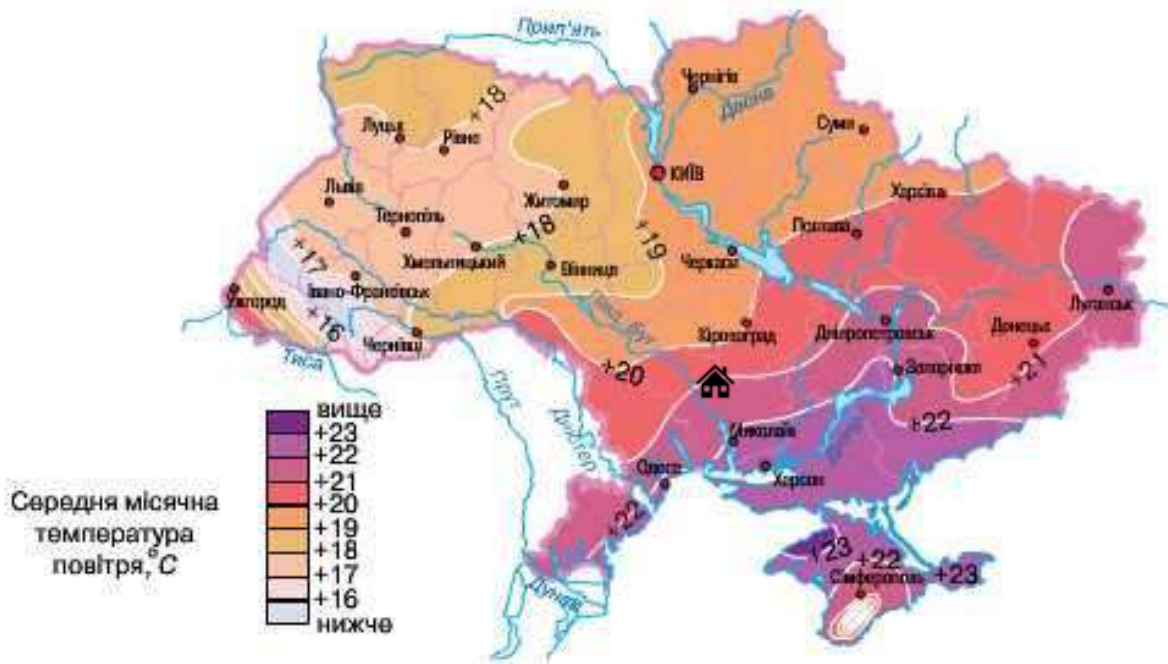 Прип'ять
Чернігів
Десна
+18
Луцьк
Рівне
Суми
КИЇВ
Львів
Житомир
Харків
Тернопіль
+18
+19
Полтава
Хмельницький
Черкаси
+17
Вінниця
Івано-Франківськ
Ужгород
Луганськ
+16
Кіровоград
Дніпропетровськ
Донецьк
Чернівці
Тиса
+20
Запоріжжя
+21
Прут
Дністер
+22
Миколаїв
Одеса
Херсон
+22
+23
+22
+23
Сімферополь
Дунай
вище
+23
+22
+21
+20
+19
+18
+17
+16
нижче
Середня місячна
температура
повітря, °C